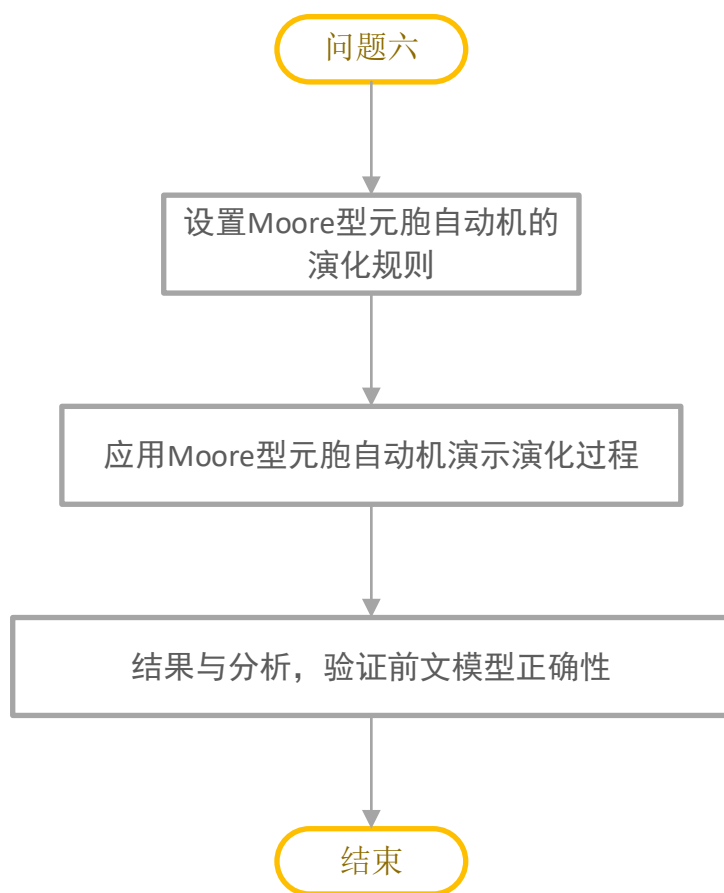 问题六
设置Moore型元胞自动机的
演化规则
应用Moore型元胞自动机演示演化过程
结果与分析，验证前文模型正确性
结束